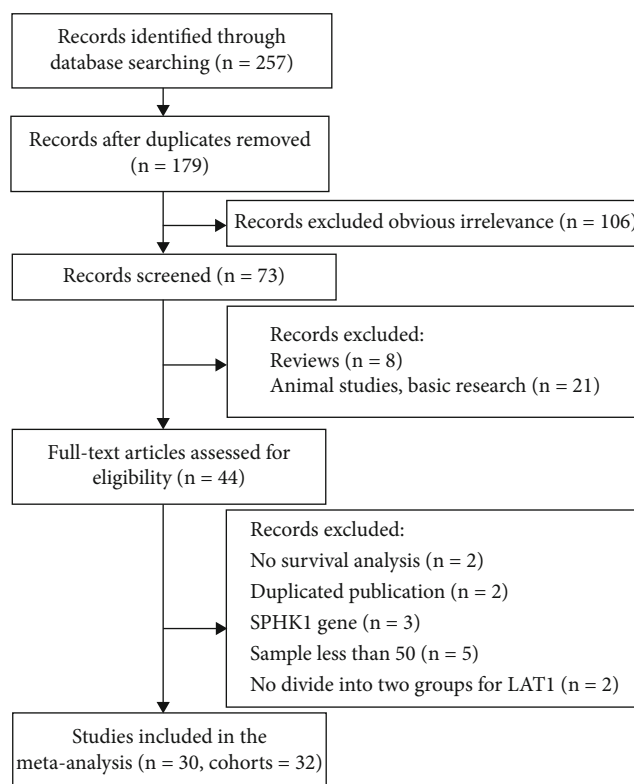 Records identified through
database searching (n = 257)
Records after duplicates removed
(n = 179)
Records excluded obvious irrelevance (n = 106)
Records screened (n = 73)
Records excluded:
Reviews (n = 8)
Animal studies, basic research (n = 21)
Full-text articles assessed for
eligibility (n = 44)
Records excluded:
No survival analysis (n = 2)
Duplicated publication (n = 2)
SPHK1 gene (n = 3)
Sample less than 50 (n = 5)
No divide into two groups for LAT1 (n = 2)
Studies included in the
meta-analysis (n = 30, cohorts = 32)